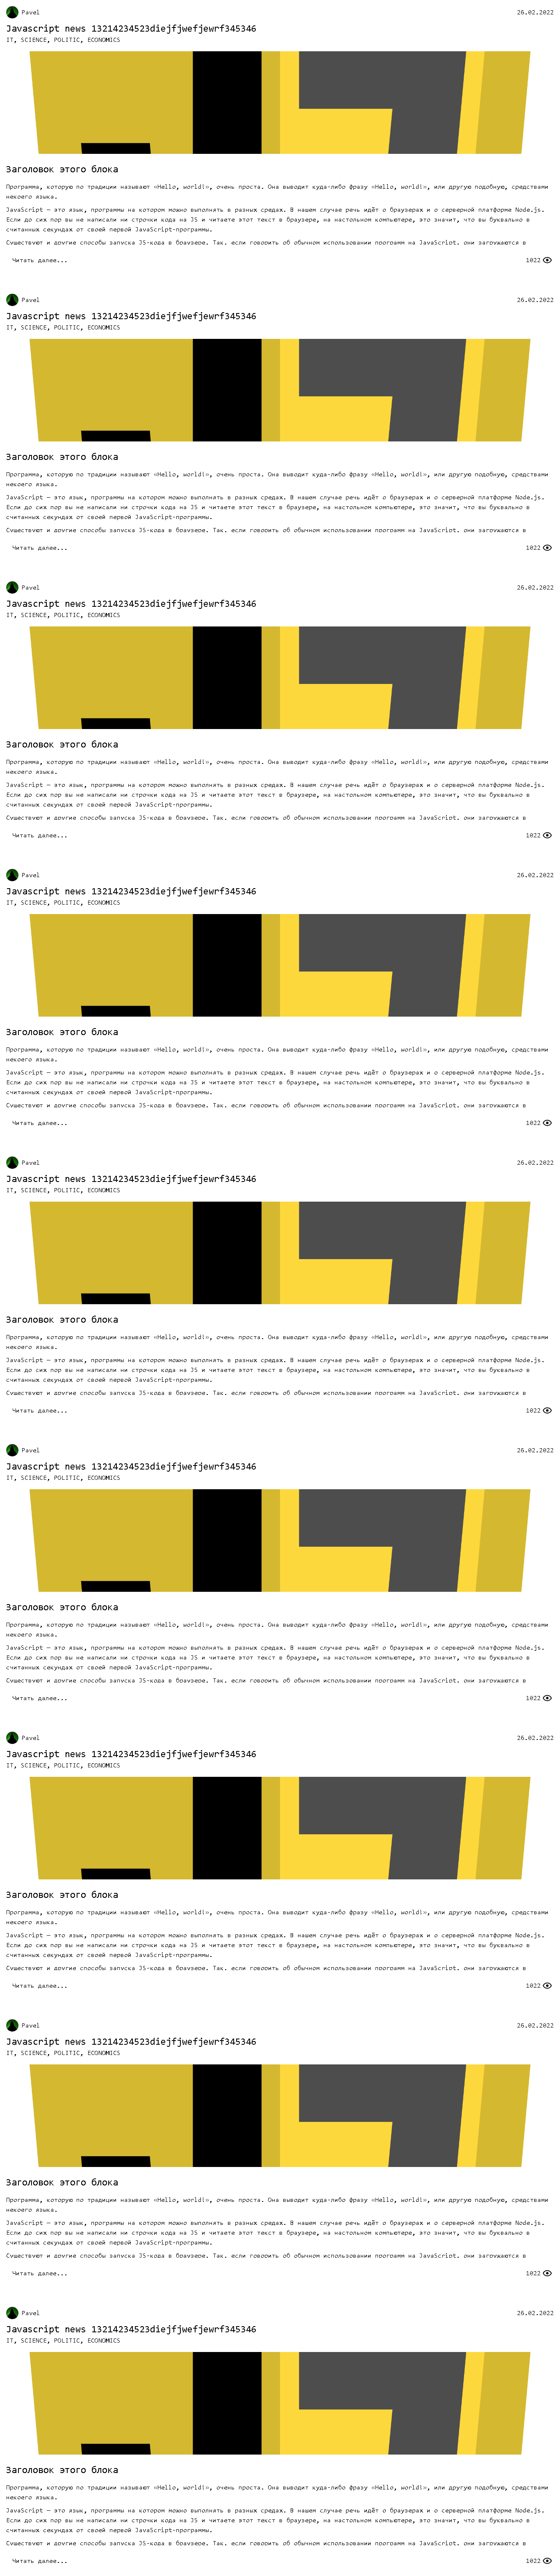 Pavel 26.02.2022
Javascript news 13214234523diejfjwefjewrf345346
IT, SCIENCE, POLITIC, ECONOMICS
Заголовок этого блока
Программа, которую по традиции называют «Hello, world!», очень проста. Она выводит куда-либо фразу «Hello, world!», или другую подобную, средствами
некоего языка.
JavaScript — это язык, программы на котором можно выполнять в разных средах. В нашем случае речь идёт о браузерах и о серверной платформе Node.js.
Если до сих пор вы не написали ни строчки кода на JS и читаете этот текст в браузере, на настольном компьютере, это значит, что вы буквально в
считанных секундах от своей первой JavaScript-программы.
Существуют и другие способы запуска JS-кода в браузере. Так, если говорить об обычном использовании программ на JavaScript, они загружаются в
Читать далее... 1022
Pavel 26.02.2022
Javascript news 13214234523diejfjwefjewrf345346
IT, SCIENCE, POLITIC, ECONOMICS
Заголовок этого блока
Программа, которую по традиции называют «Hello, world!», очень проста. Она выводит куда-либо фразу «Hello, world!», или другую подобную, средствами
некоего языка.
JavaScript — это язык, программы на котором можно выполнять в разных средах. В нашем случае речь идёт о браузерах и о серверной платформе Node.js.
Если до сих пор вы не написали ни строчки кода на JS и читаете этот текст в браузере, на настольном компьютере, это значит, что вы буквально в
считанных секундах от своей первой JavaScript-программы.
Существуют и другие способы запуска JS-кода в браузере. Так, если говорить об обычном использовании программ на JavaScript, они загружаются в
Читать далее... 1022
Pavel 26.02.2022
Javascript news 13214234523diejfjwefjewrf345346
IT, SCIENCE, POLITIC, ECONOMICS
Заголовок этого блока
Программа, которую по традиции называют «Hello, world!», очень проста. Она выводит куда-либо фразу «Hello, world!», или другую подобную, средствами
некоего языка.
JavaScript — это язык, программы на котором можно выполнять в разных средах. В нашем случае речь идёт о браузерах и о серверной платформе Node.js.
Если до сих пор вы не написали ни строчки кода на JS и читаете этот текст в браузере, на настольном компьютере, это значит, что вы буквально в
считанных секундах от своей первой JavaScript-программы.
Существуют и другие способы запуска JS-кода в браузере. Так, если говорить об обычном использовании программ на JavaScript, они загружаются в
Читать далее... 1022
Pavel 26.02.2022
Javascript news 13214234523diejfjwefjewrf345346
IT, SCIENCE, POLITIC, ECONOMICS
Заголовок этого блока
Программа, которую по традиции называют «Hello, world!», очень проста. Она выводит куда-либо фразу «Hello, world!», или другую подобную, средствами
некоего языка.
JavaScript — это язык, программы на котором можно выполнять в разных средах. В нашем случае речь идёт о браузерах и о серверной платформе Node.js.
Если до сих пор вы не написали ни строчки кода на JS и читаете этот текст в браузере, на настольном компьютере, это значит, что вы буквально в
считанных секундах от своей первой JavaScript-программы.
Существуют и другие способы запуска JS-кода в браузере. Так, если говорить об обычном использовании программ на JavaScript, они загружаются в
Читать далее... 1022
Pavel 26.02.2022
Javascript news 13214234523diejfjwefjewrf345346
IT, SCIENCE, POLITIC, ECONOMICS
Заголовок этого блока
Программа, которую по традиции называют «Hello, world!», очень проста. Она выводит куда-либо фразу «Hello, world!», или другую подобную, средствами
некоего языка.
JavaScript — это язык, программы на котором можно выполнять в разных средах. В нашем случае речь идёт о браузерах и о серверной платформе Node.js.
Если до сих пор вы не написали ни строчки кода на JS и читаете этот текст в браузере, на настольном компьютере, это значит, что вы буквально в
считанных секундах от своей первой JavaScript-программы.
Существуют и другие способы запуска JS-кода в браузере. Так, если говорить об обычном использовании программ на JavaScript, они загружаются в
Читать далее... 1022
Pavel 26.02.2022
Javascript news 13214234523diejfjwefjewrf345346
IT, SCIENCE, POLITIC, ECONOMICS
Заголовок этого блока
Программа, которую по традиции называют «Hello, world!», очень проста. Она выводит куда-либо фразу «Hello, world!», или другую подобную, средствами
некоего языка.
JavaScript — это язык, программы на котором можно выполнять в разных средах. В нашем случае речь идёт о браузерах и о серверной платформе Node.js.
Если до сих пор вы не написали ни строчки кода на JS и читаете этот текст в браузере, на настольном компьютере, это значит, что вы буквально в
считанных секундах от своей первой JavaScript-программы.
Существуют и другие способы запуска JS-кода в браузере. Так, если говорить об обычном использовании программ на JavaScript, они загружаются в
Читать далее... 1022
Pavel 26.02.2022
Javascript news 13214234523diejfjwefjewrf345346
IT, SCIENCE, POLITIC, ECONOMICS
Заголовок этого блока
Программа, которую по традиции называют «Hello, world!», очень проста. Она выводит куда-либо фразу «Hello, world!», или другую подобную, средствами
некоего языка.
JavaScript — это язык, программы на котором можно выполнять в разных средах. В нашем случае речь идёт о браузерах и о серверной платформе Node.js.
Если до сих пор вы не написали ни строчки кода на JS и читаете этот текст в браузере, на настольном компьютере, это значит, что вы буквально в
считанных секундах от своей первой JavaScript-программы.
Существуют и другие способы запуска JS-кода в браузере. Так, если говорить об обычном использовании программ на JavaScript, они загружаются в
Читать далее... 1022
Pavel 26.02.2022
Javascript news 13214234523diejfjwefjewrf345346
IT, SCIENCE, POLITIC, ECONOMICS
Заголовок этого блока
Программа, которую по традиции называют «Hello, world!», очень проста. Она выводит куда-либо фразу «Hello, world!», или другую подобную, средствами
некоего языка.
JavaScript — это язык, программы на котором можно выполнять в разных средах. В нашем случае речь идёт о браузерах и о серверной платформе Node.js.
Если до сих пор вы не написали ни строчки кода на JS и читаете этот текст в браузере, на настольном компьютере, это значит, что вы буквально в
считанных секундах от своей первой JavaScript-программы.
Существуют и другие способы запуска JS-кода в браузере. Так, если говорить об обычном использовании программ на JavaScript, они загружаются в
Читать далее... 1022
Pavel 26.02.2022
Javascript news 13214234523diejfjwefjewrf345346
IT, SCIENCE, POLITIC, ECONOMICS
Заголовок этого блока
Программа, которую по традиции называют «Hello, world!», очень проста. Она выводит куда-либо фразу «Hello, world!», или другую подобную, средствами
некоего языка.
JavaScript — это язык, программы на котором можно выполнять в разных средах. В нашем случае речь идёт о браузерах и о серверной платформе Node.js.
Если до сих пор вы не написали ни строчки кода на JS и читаете этот текст в браузере, на настольном компьютере, это значит, что вы буквально в
считанных секундах от своей первой JavaScript-программы.
Существуют и другие способы запуска JS-кода в браузере. Так, если говорить об обычном использовании программ на JavaScript, они загружаются в
Читать далее... 1022